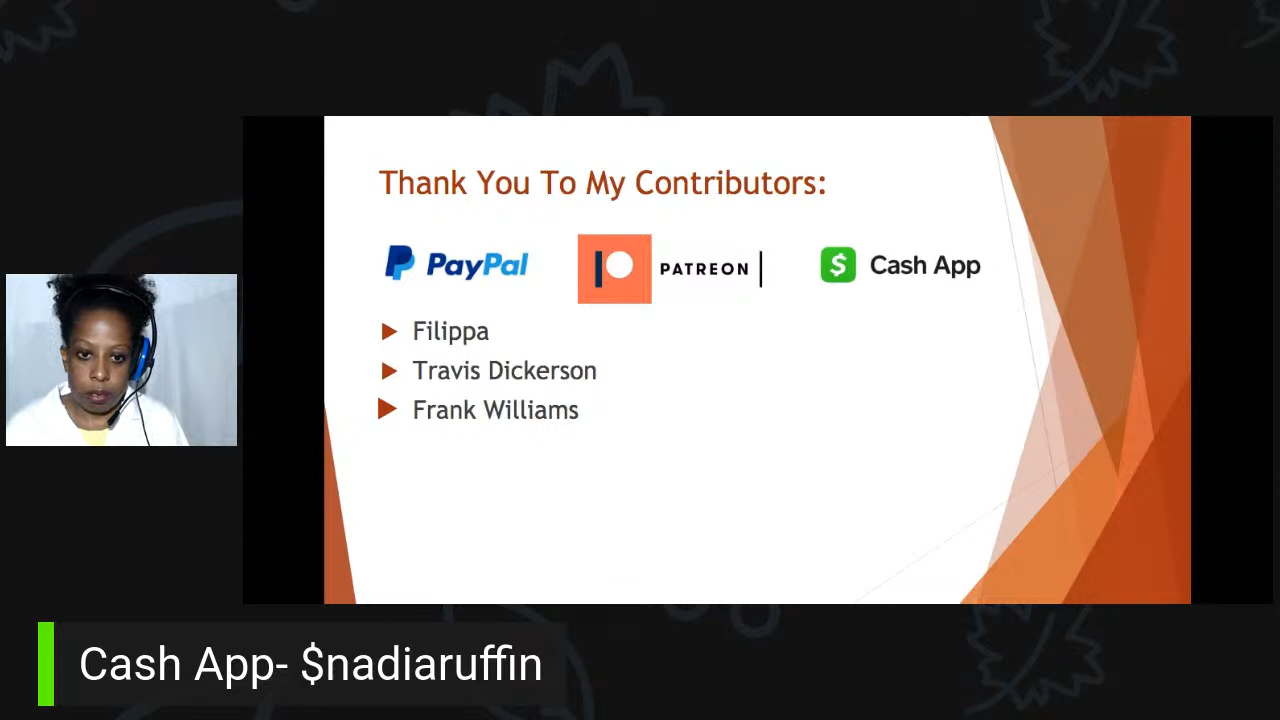 Thank You To My Contributors:
PayPal
PATREON
Cash App
Filippa
Travis Dickerson
Frank Williams
Cash App- $nadiaruffin